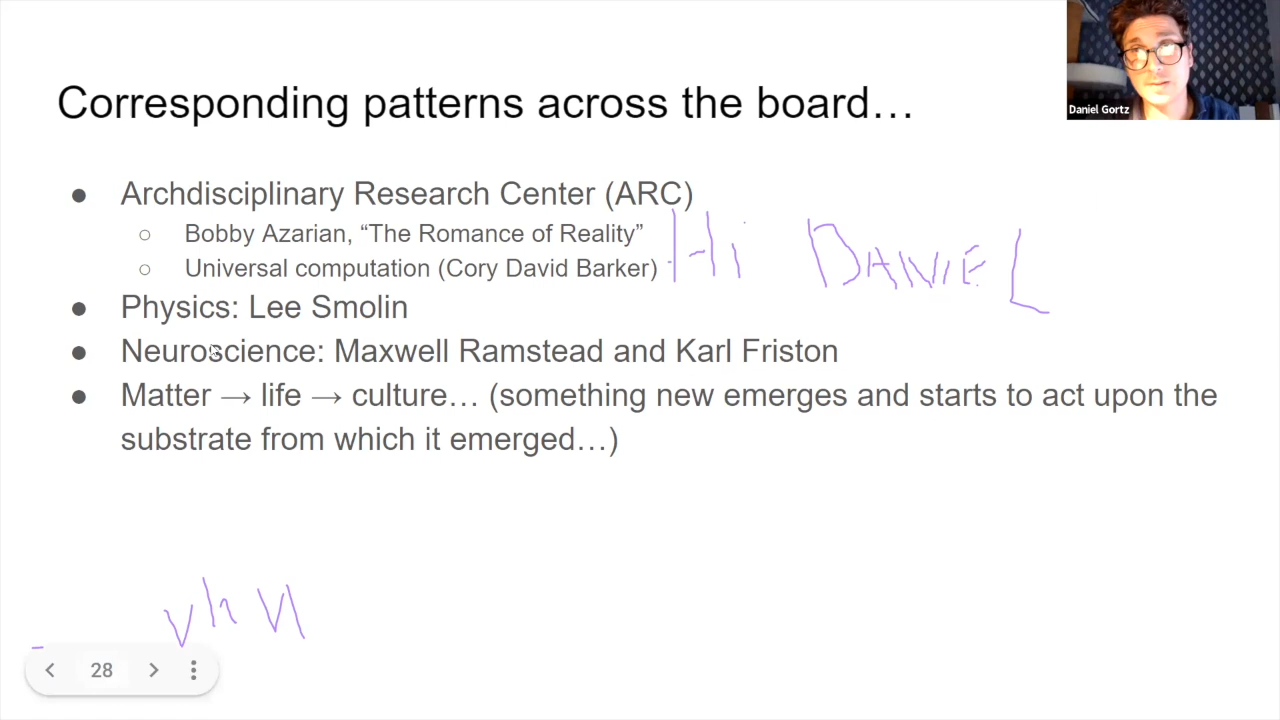 Corresponding patterns across the board…
Daniel Gortz
● Archdisciplinary Research Center (ARC)
○ Bobby Azarian, “The Romance of Reality”
○ Universal computation (Cory David Barker)
Hi DANIEL
● Physics: Lee Smolin
● Neuroscience: Maxwell Ramstead and Karl Friston
● Matter → life → culture… (something new emerges and starts to act upon the
substrate from which it emerged…)
28